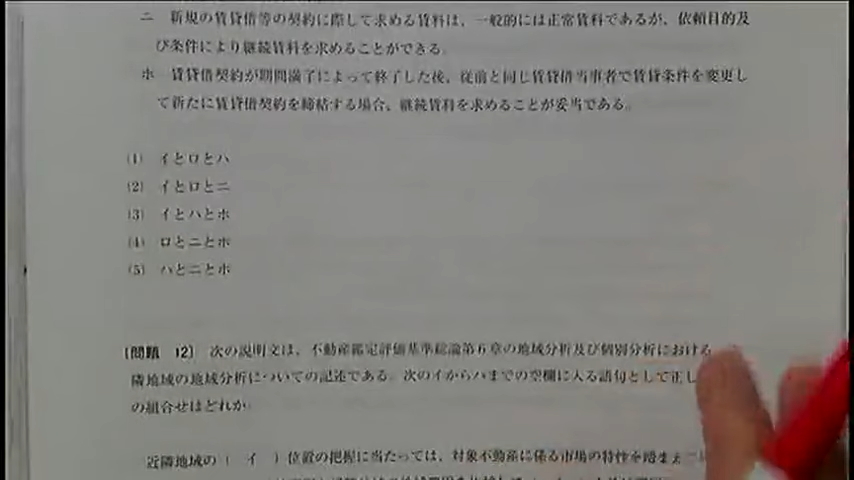 ニ 新規の賃貸借等の契約に際して求める賃料は、一般的には正常賃料であるが、依頼目的及
び条件により継続賃料を求めることができる。
ホ 賃貸借契約が期間満了によって終了した後、従前と同じ賃貸借当事者で賃貸条件を変更し
て新たに賃貸借契約を締結する場合、継続賃料を求めることが妥当である。
(1) イとロとハ
(2) イとロとニ
(3) イとハとホ
(4) ロとニとホ
(5) ハとニとホ
〔問題 12〕 次の説明文は、不動産鑑定評価基準総論第6章の地域分析及び個別分析における
隣地域の地域分析についての記述である。次のイからハまでの空欄に入る語句として正し
の組合せはどれか
近隣地域の( イ )位置の把握に当たっては、対象不動産に係る市場の特性を踏まえ